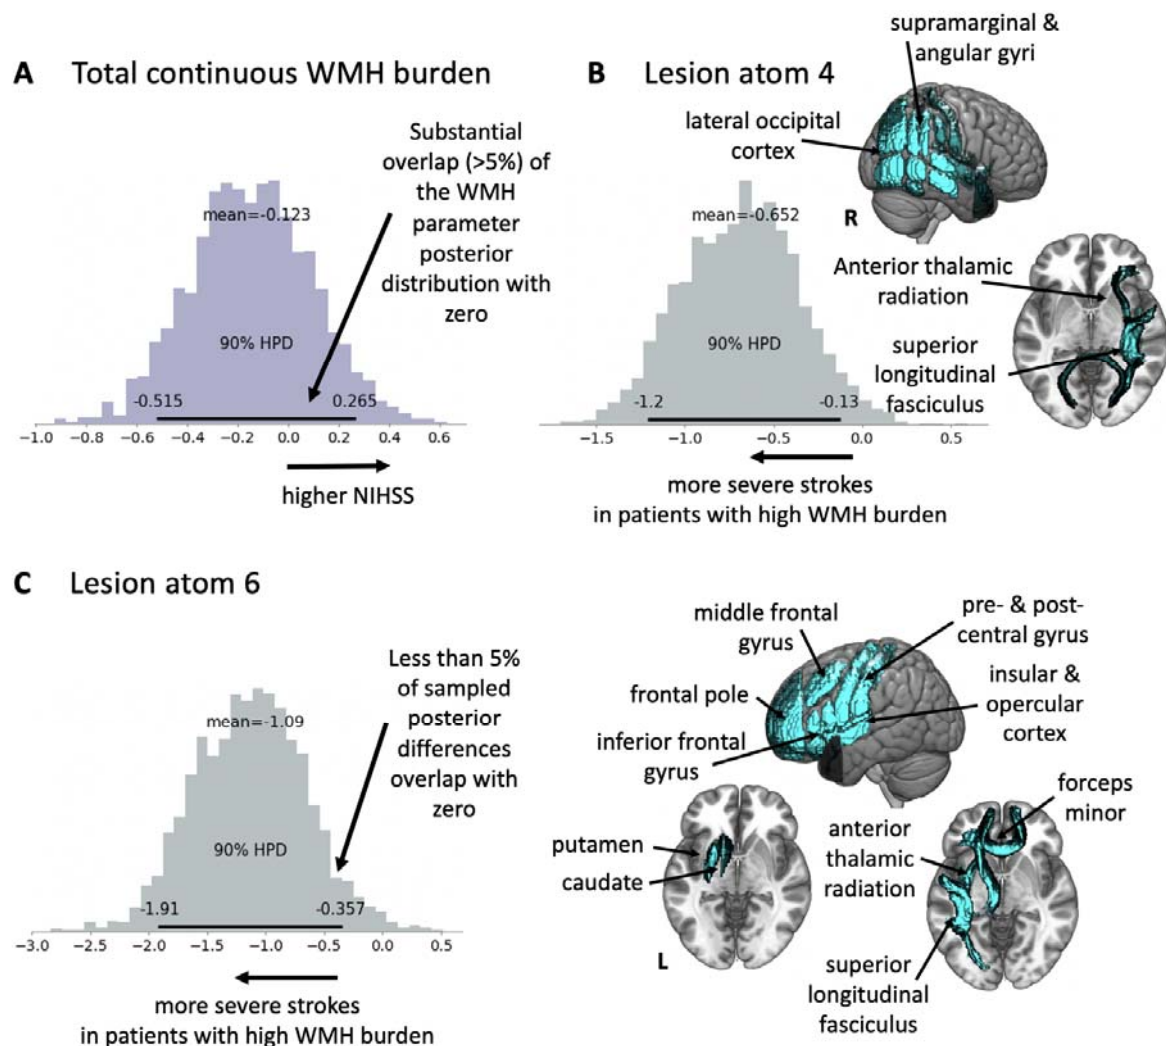 A Total continuous WMH burden
Substantial
overlap (>5%) of
the WMH
parameter
posterior
distribution with
zero
mean=-0.123
90% HPD
-0.515
0.265
−1.0 −0.8 −0.6 −0.4 −0.2 0.0 0.2 0.4 0.6
higher NIHSS
B Lesion atom 4
supramarginal &
angular gyri
lateral occipital
cortex
R
mean=-0.652
90% HPD
-1.2
-0.13
−1.5 −1.0 −0.5 0.0 0.5
Anterior thalamic
radiation
superior
longitudinal
fasciculus
more severe strokes
in patients with high WMH burden
C Lesion atom 6
Less than 5%
of sampled
posterior
differences
overlap with
zero
mean=-1.09
90% HPD
-1.91
-0.357
−3.0 −2.5 −2.0 −1.5 −1.0 −0.5 0.0 0.5
more severe strokes
in patients with high WMH burden
middle frontal
gyrus
pre- & post-
central gyrus
frontal pole
insular &
opercular
cortex
inferior frontal
gyrus
putamen
caudate
L
forceps
minor
anterior
thalamic
radiation
superior
longitudinal
fasciculus